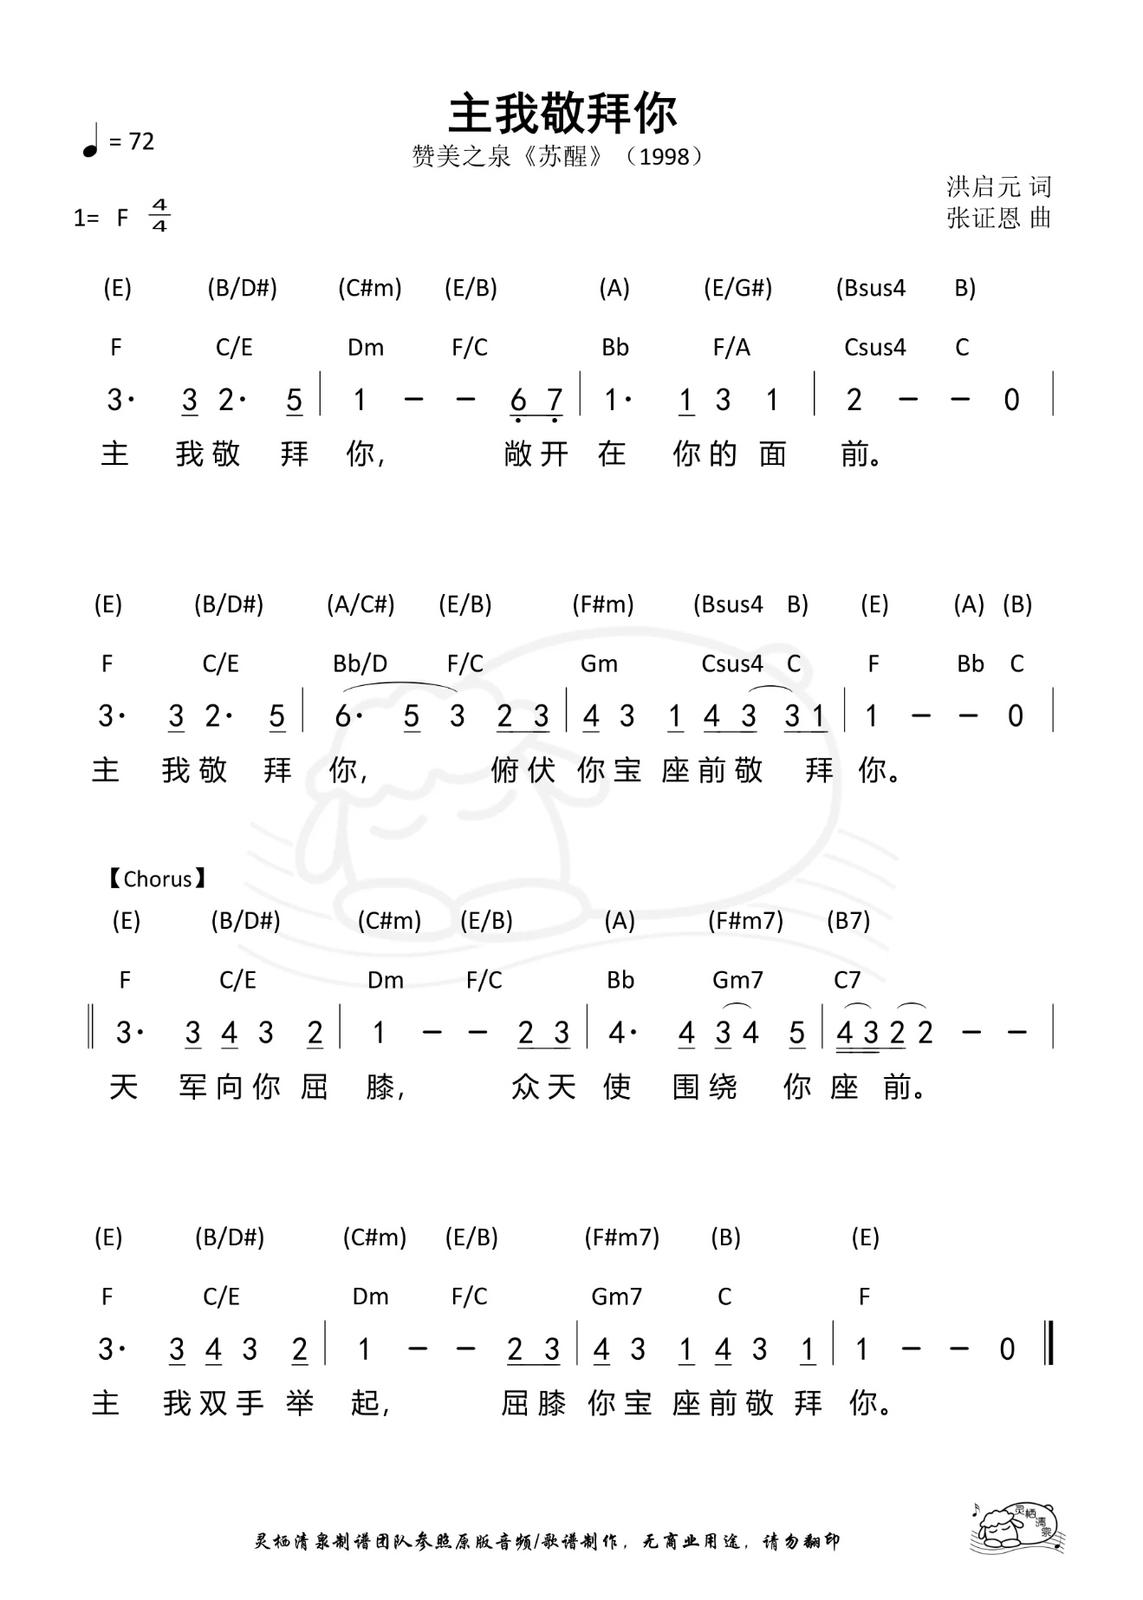 主我敬拜你
♩ = 72
赞美之泉《苏醒》（1998）
洪启元 词
1= F 4/4
张证恩 曲
(E) (B/D#) (C#m) (E/B) (A) (E/G#) (Bsus4 B)
F C/E Dm F/C Bb F/A Csus4 C
3· 3 2· 5 | 1 – – 6 7 | 1· 1 3 1 | 2 – – 0 |
主 我敬 拜 你, 敞开 在 你的 面 前。
(E) (B/D#) (A/C#) (E/B) (F#m) (Bsus4 B) (E) (A) (B)
F C/E Bb/D F/C Gm Csus4 C F Bb C
3· 3 2· 5 | 6· 5 3 2 3 | 4 3 1 4 3 3 1 | 1 – – 0 |
主 我敬 拜 你, 俯伏 你宝 座前敬 拜 你。
【Chorus】
(E) (B/D#) (C#m) (E/B) (A) (F#m7) (B7)
F C/E Dm F/C Bb Gm7 C7
‖ 3· 3 4 3 2 | 1 – – 2 3 | 4· 4 3 4 5 | 4 3 2 2 – – |
天 军向你 屈 膝, 众天 使 围绕 你 座 前。
(E) (B/D#) (C#m) (E/B) (F#m7) (B) (E)
F C/E Dm F/C Gm7 C F
3· 3 4 3 2 | 1 – – 2 3 | 4 3 1 4 3 1 | 1 – – 0 ‖
主 我双手 举 起, 屈膝 你宝 座前敬 拜 你。
灵栖清泉
灵栖清泉制谱团队参照原版音频/歌谱制作，无商业用途，请勿翻印